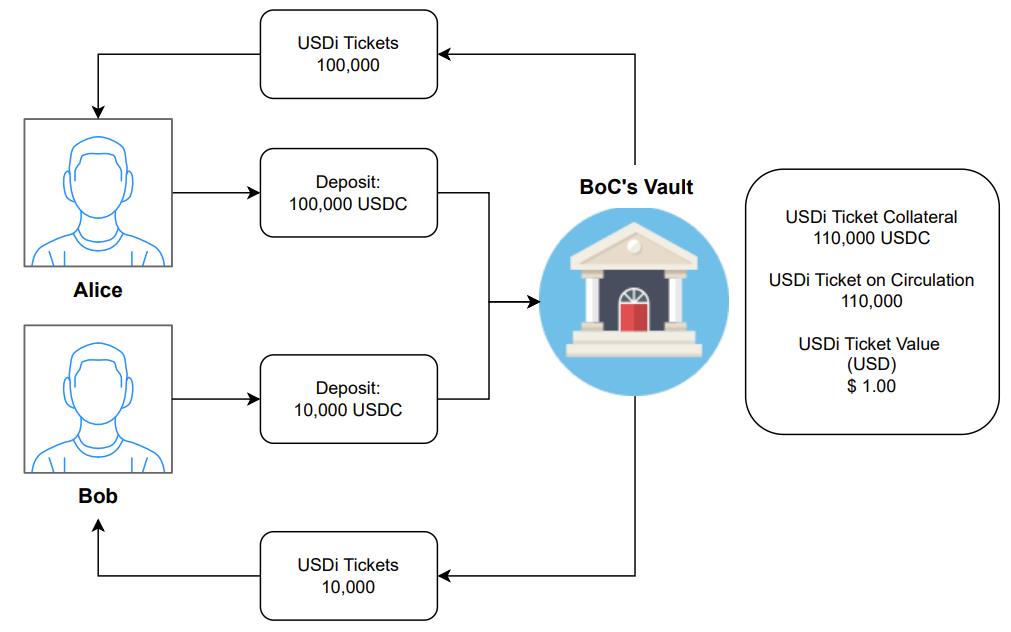 USDi Tickets
100,000
Deposit:
100,000 USDC
Alice
BoC's Vault
USDi Ticket Collateral
110,000 USDC
USDi Ticket on Circulation
110,000
USDi Ticket Value
(USD)
$ 1.00
Deposit:
10,000 USDC
Bob
USDi Tickets
10,000